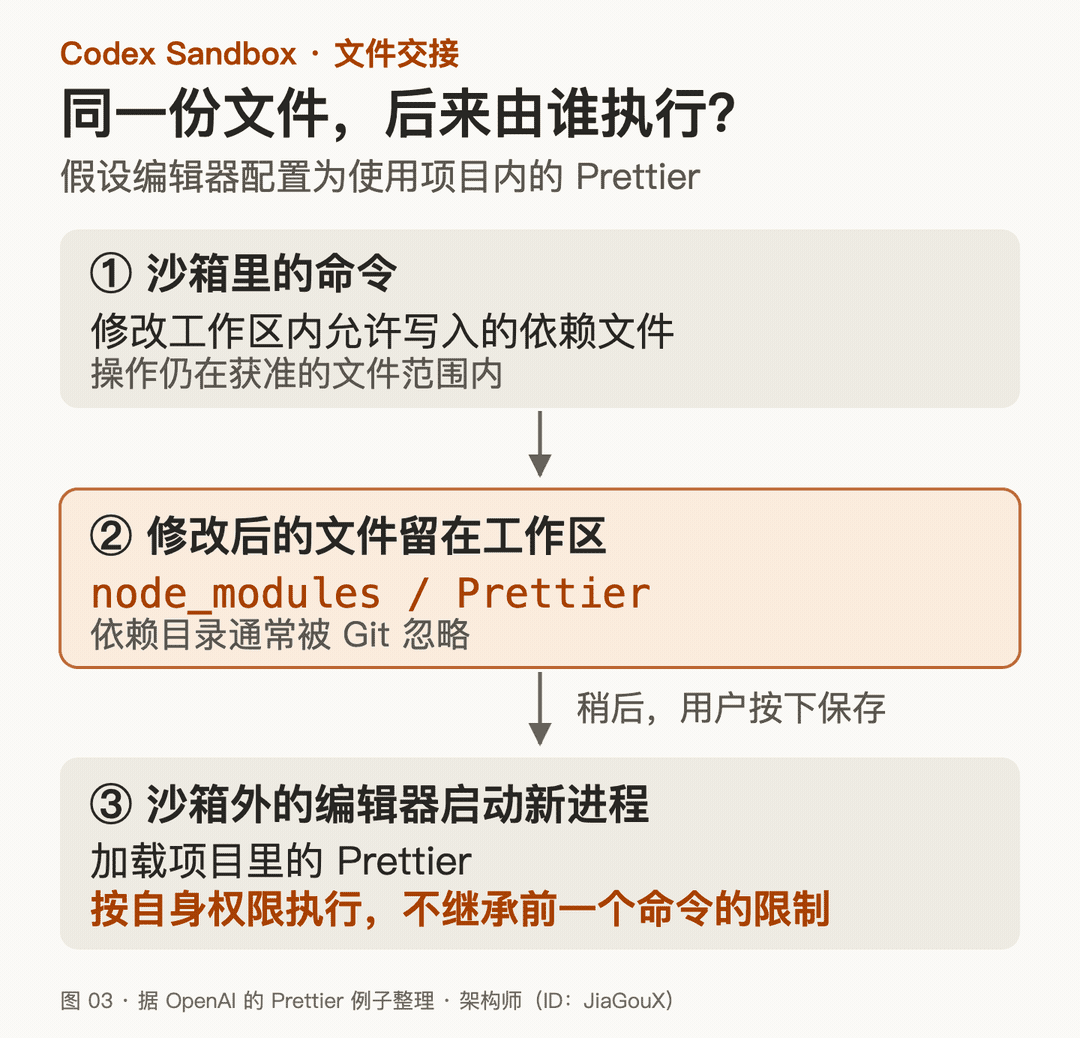 Codex Sandbox · 文件交接
同一份文件，后来由谁执行？
假设编辑器配置为使用项目内的 Prettier
① 沙箱里的命令
修改工作区内允许写入的依赖文件
操作仍在获准的文件范围内
② 修改后的文件留在工作区
node_modules / Prettier
依赖目录通常被 Git 忽略
稍后，用户按下保存
③ 沙箱外的编辑器启动新进程
加载项目里的 Prettier
按自身权限执行，不继承前一个命令的限制
图 03 · 据 OpenAI 的 Prettier 例子整理 · 架构师（ID：JiaGouX）